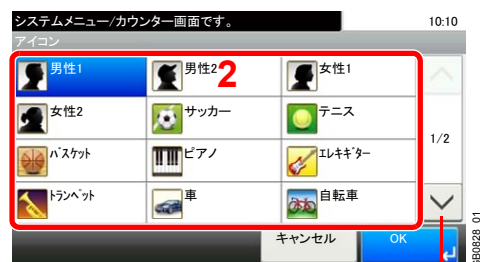 システムメニュー/カウンター画面です。 10:10
アイコン
男性1 男性2 女性1
2
女性2 サッカー テニス
1/2
バスケット ピアノ エレキギター
トランペット 車 自転車
キャンセル OK
GB0828_01